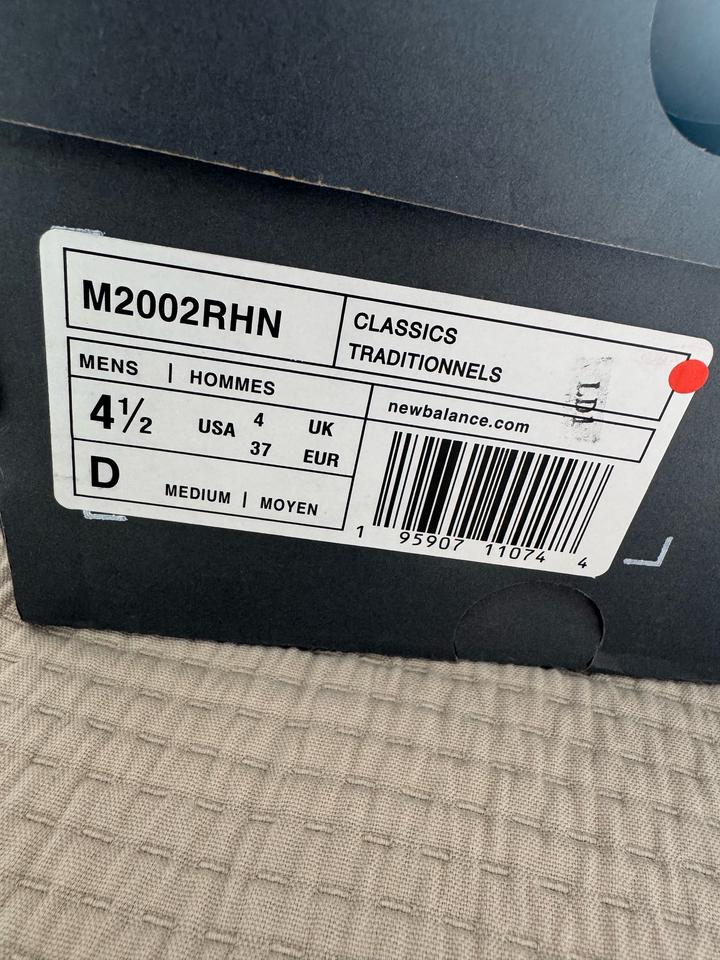 M2002RHN
CLASSICS
TRADITIONNELS
MENS | HOMMES
4½ USA 4 UK
37 EUR
D MEDIUM | MOYEN
newbalance.com
LD1
1 95907 11074 4